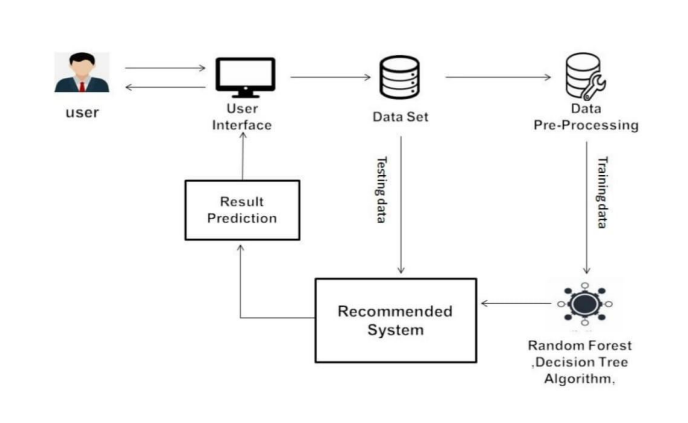 user
User
Interface
Data Set
Data
Pre-Processing
Testing data
Training data
Result
Prediction
Recommended
System
Random Forest
,Decision Tree
Algorithm,